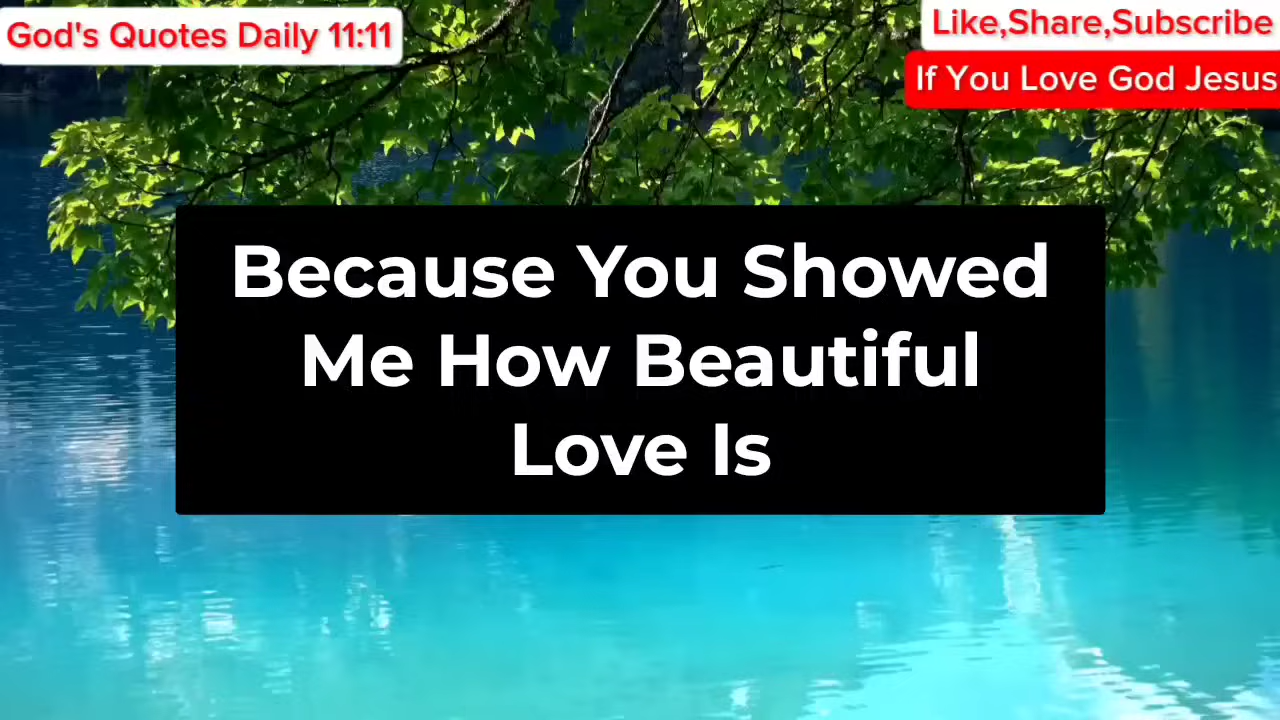 God's Quotes Daily 11:11
Like,Share,Subscribe
If You Love God Jesus
Because You Showed
Me How Beautiful
Love Is